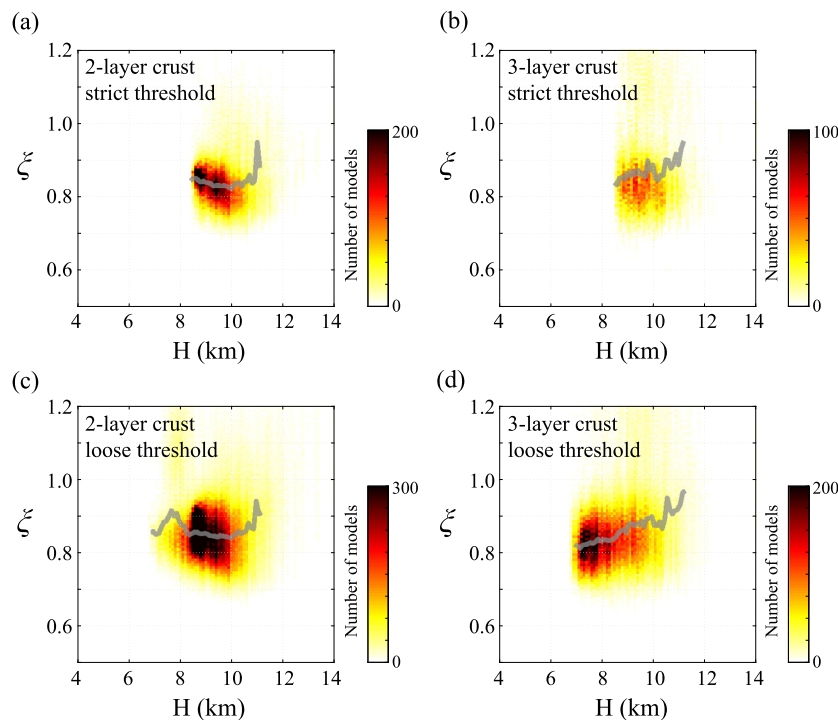 (a)
2-layer crust
strict threshold
1.2
1.0
0.8
0.6
ξ
4 6 8 10 12 14
H (km)
Number of models
200
0
(b)
3-layer crust
strict threshold
1.2
1.0
0.8
0.6
ξ
4 6 8 10 12 14
H (km)
Number of models
100
0
(c)
2-layer crust
loose threshold
1.2
1.0
0.8
0.6
ξ
4 6 8 10 12 14
H (km)
Number of models
300
0
(d)
3-layer crust
loose threshold
1.2
1.0
0.8
0.6
ξ
4 6 8 10 12 14
H (km)
Number of models
200
0